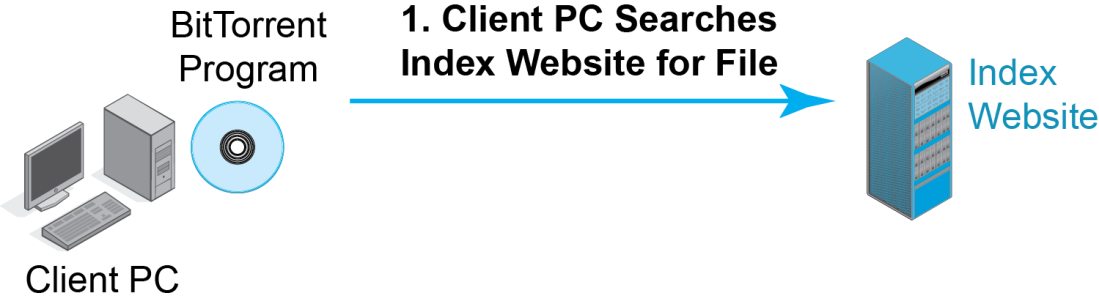 BitTorrent
Program
1. Client PC Searches
Index Website for File
Index
Website
Client PC